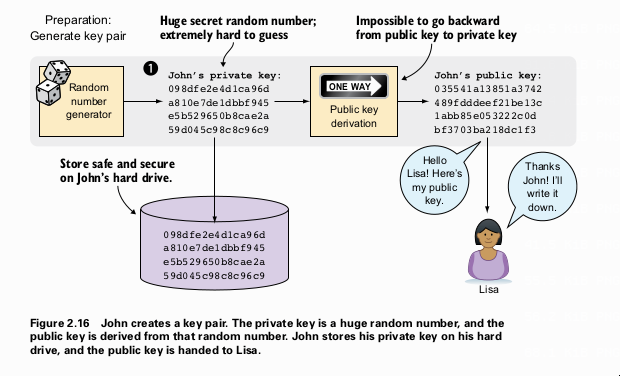 Preparation:
Generate key pair
Huge secret random number;
extremely hard to guess
Impossible to go backward
from public key to private key
1
Random
number
generator
John's private key:
098dfe2e4d1ca96d
a810e7de1dbbf945
e5b529650b8cae2a
59d045c98c8c96c9
ONE WAY
Public key
derivation
John's public key:
035541a13851a3742
489fdddeef21be13c
1abb85e053222c0d
bf3703ba218dc1f3
Store safe and secure
on John's hard drive.
Hello
Lisa! Here's
my public
key.
Thanks
John! I'll
write it
down.
098dfe2e4d1ca96d
a810e7de1dbbf945
e5b529650b8cae2a
59d045c98c8c96c9
Lisa
Figure 2.16 John creates a key pair. The private key is a huge random number, and the
public key is derived from that random number. John stores his private key on his hard
drive, and the public key is handed to Lisa.